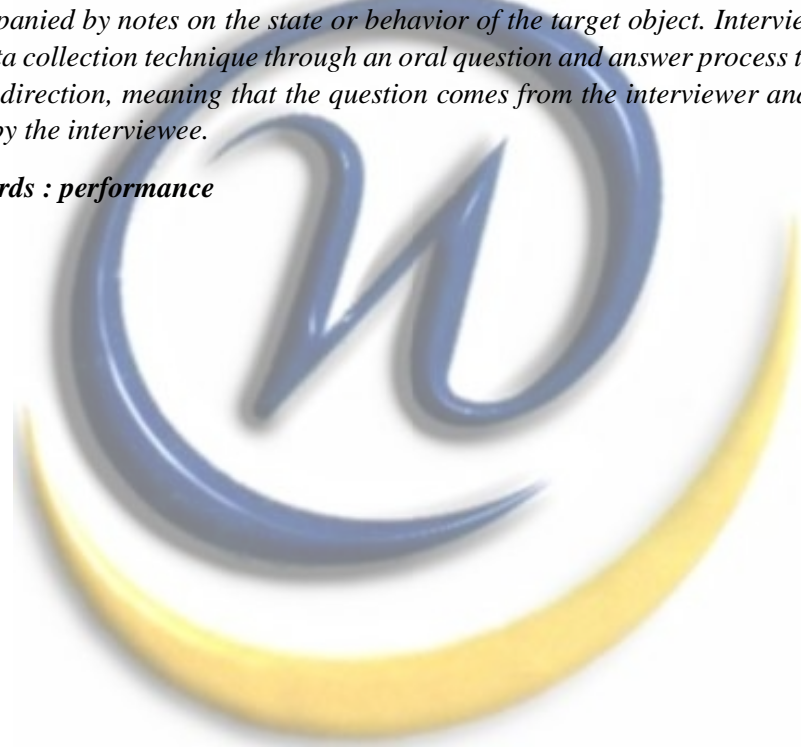 panied by notes on the state or behavior of the target object. Intervie
ta collection technique through an oral question and answer process t
direction, meaning that the question comes from the interviewer and
by the interviewee.
rds : performance